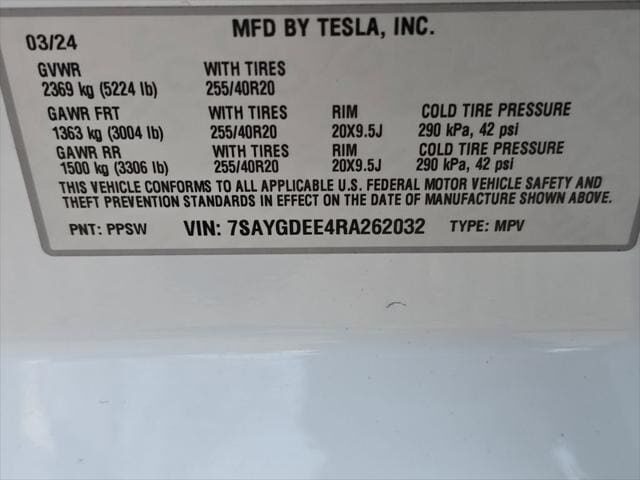 MFD BY TESLA, INC.
03/24
GVWR WITH TIRES
2369 kg (5224 lb) 255/40R20
GAWR FRT WITH TIRES RIM COLD TIRE PRESSURE
1363 kg (3004 lb) 255/40R20 20X9.5J 290 kPa, 42 psi
GAWR RR WITH TIRES RIM COLD TIRE PRESSURE
1500 kg (3306 lb) 255/40R20 20X9.5J 290 kPa, 42 psi
THIS VEHICLE CONFORMS TO ALL APPLICABLE U.S. FEDERAL MOTOR VEHICLE SAFETY AND
THEFT PREVENTION STANDARDS IN EFFECT ON THE DATE OF MANUFACTURE SHOWN ABOVE.
PNT: PPSW VIN: 7SAYGDEE4RA262032 TYPE: MPV